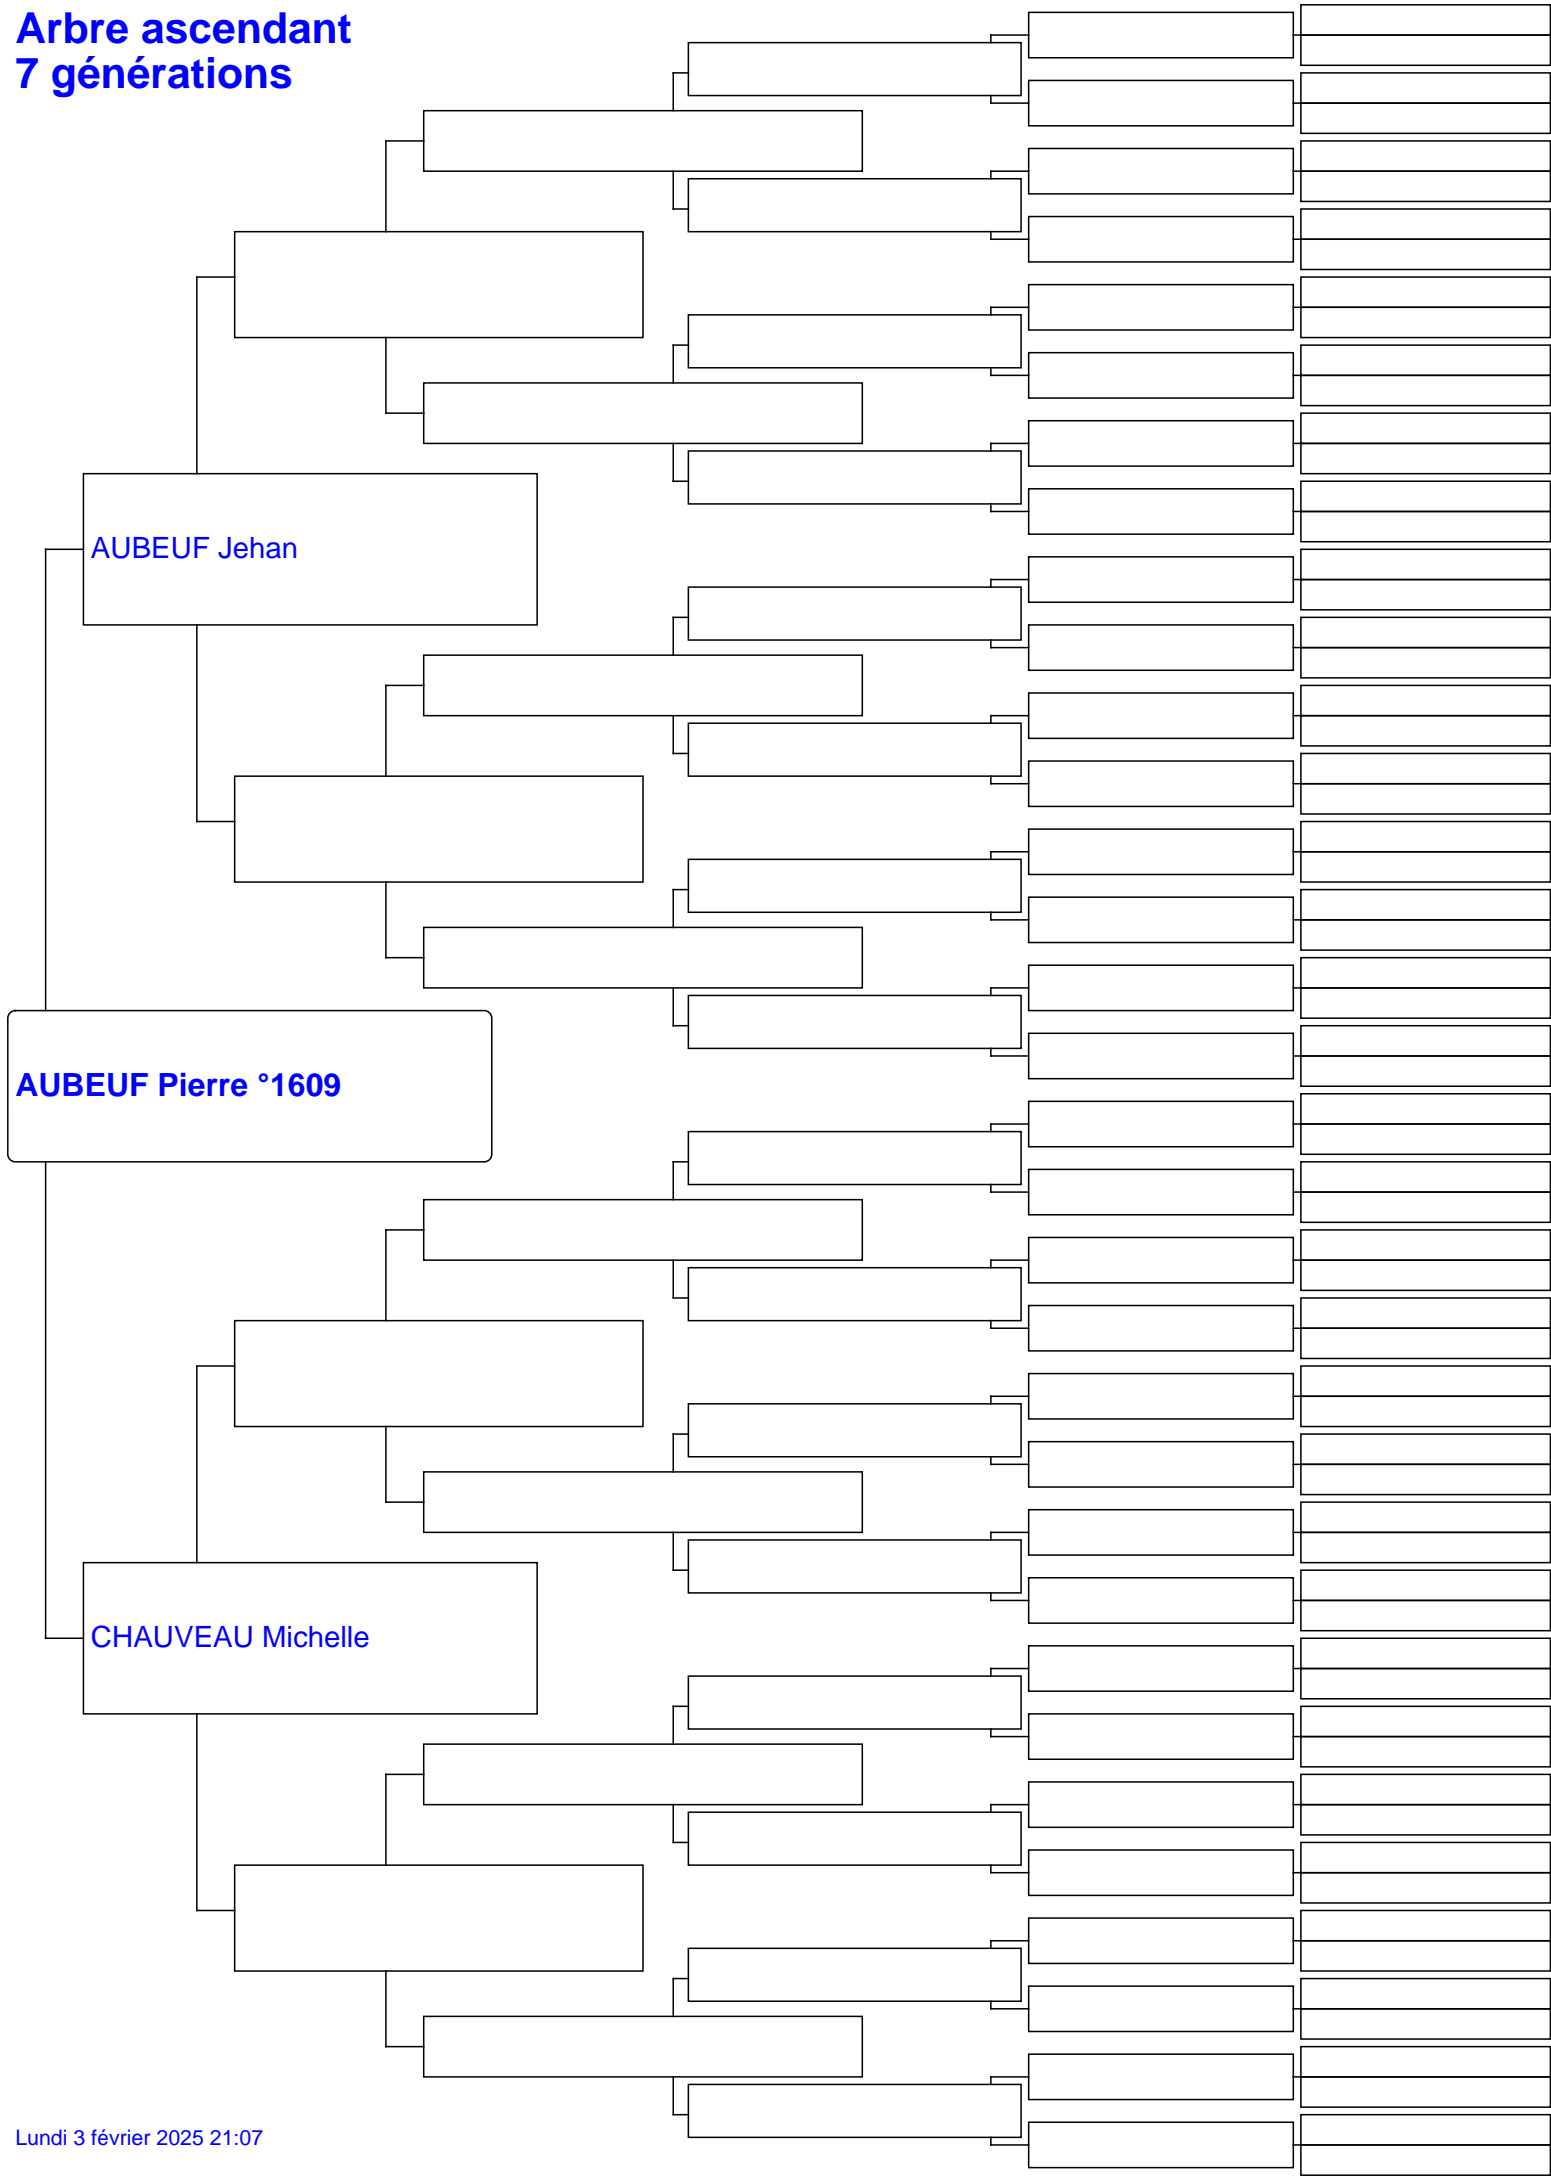 Arbre ascendant
7 générations
AUBEUF Jehan
AUBEUF Pierre °1609
CHAUVEAU Michelle
Lundi 3 février 2025 21:07